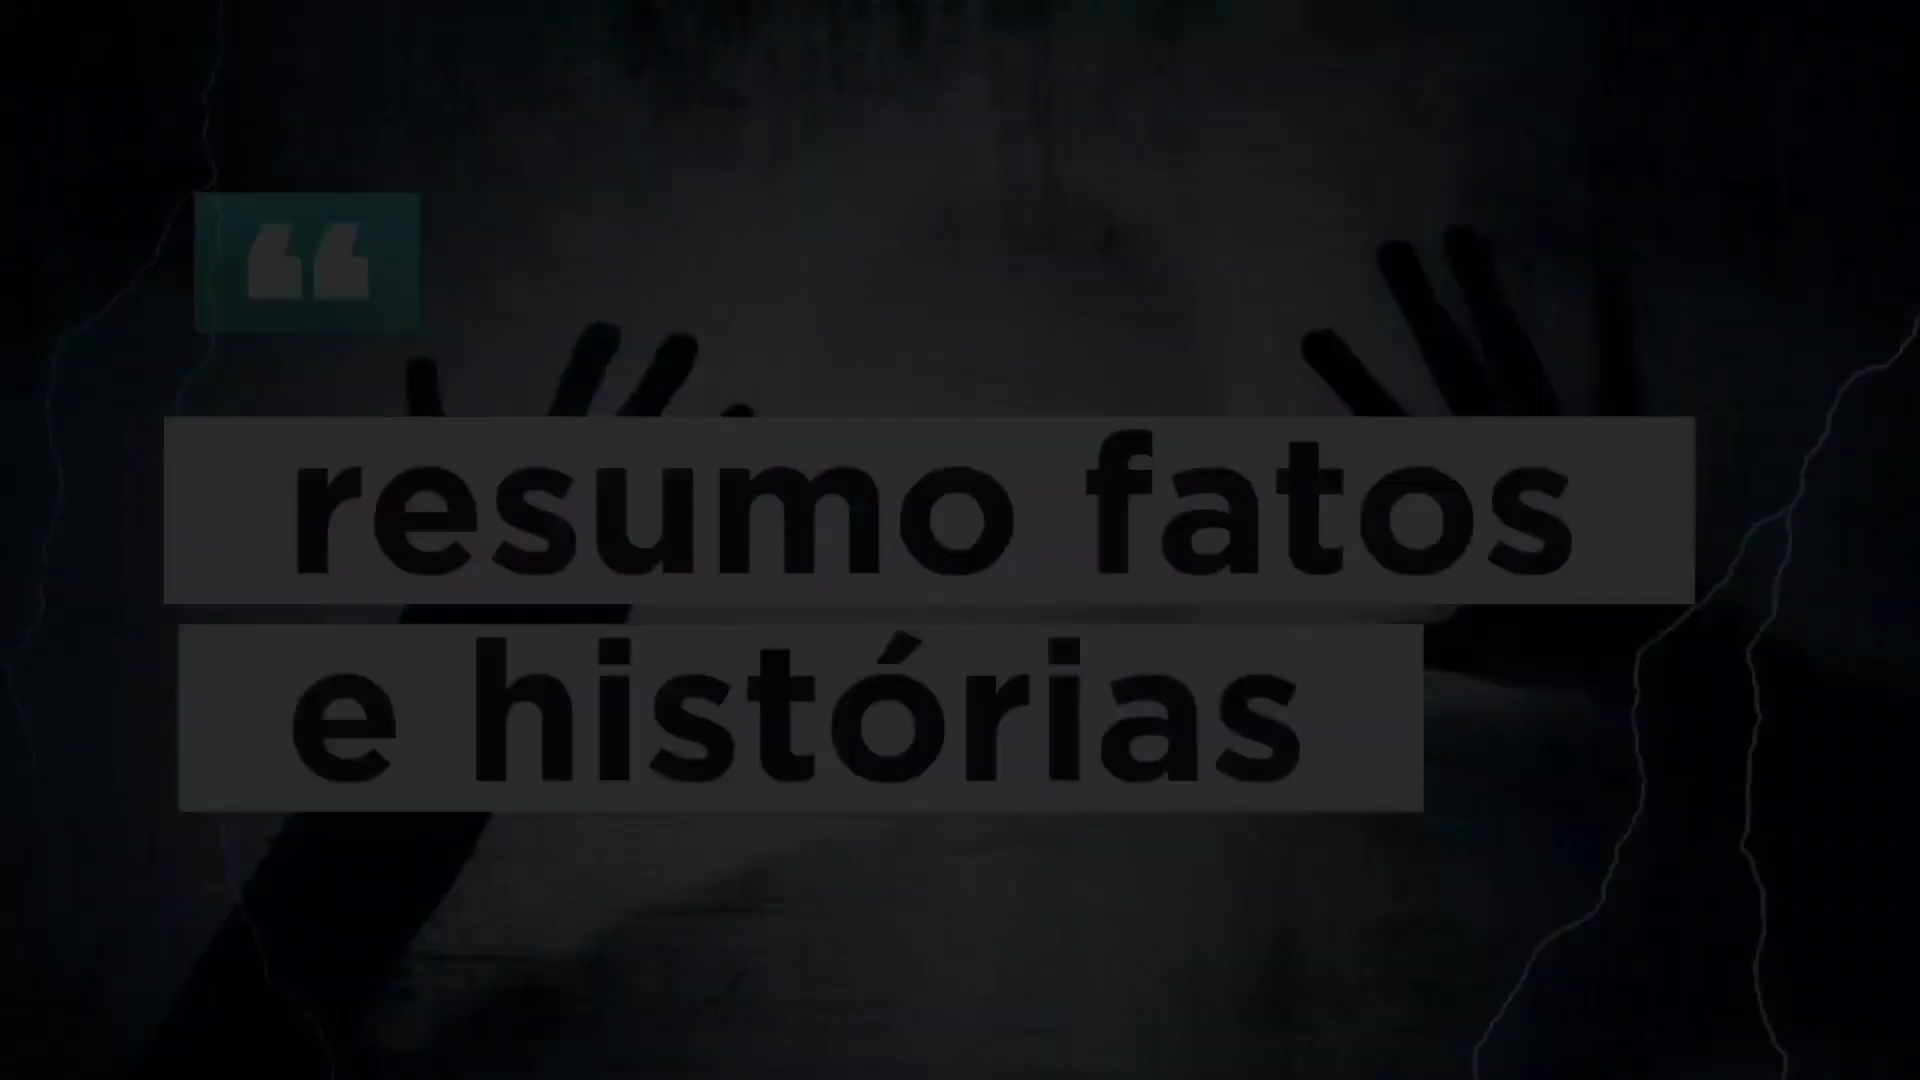 ❝
resumo fatos
e histórias